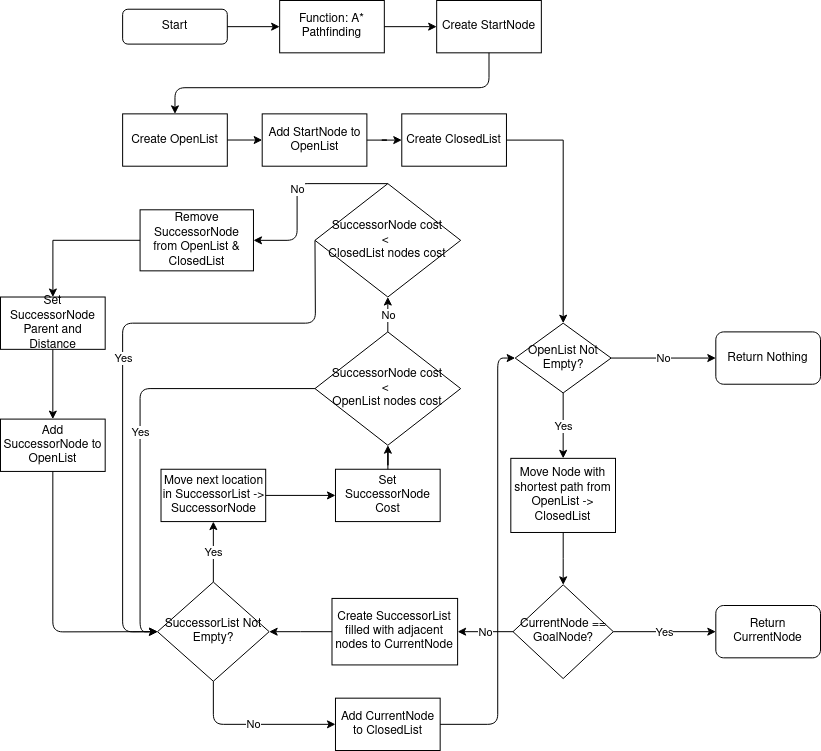 Start
Function: A*
Pathfinding
Create StartNode
Create OpenList
Add StartNode to
OpenList
Create ClosedList
No
SuccessorNode cost
<
ClosedList nodes cost
Remove
SuccessorNode
from OpenList &
ClosedList
Set
SuccessorNode
Parent and
Distance
Yes
No
OpenList Not
Empty?
No
Return Nothing
SuccessorNode cost
<
OpenList nodes cost
Yes
Yes
Add
SuccessorNode to
OpenList
Move next location
in SuccessorList ->
SuccessorNode
Set
SuccessorNode
Cost
Move Node with
shortest path from
OpenList ->
ClosedList
Yes
SuccessorList Not
Empty?
Create SuccessorList
filled with adjacent
nodes to CurrentNode
No
CurrentNode ==
GoalNode?
Yes
Return
CurrentNode
No
Add CurrentNode
to ClosedList